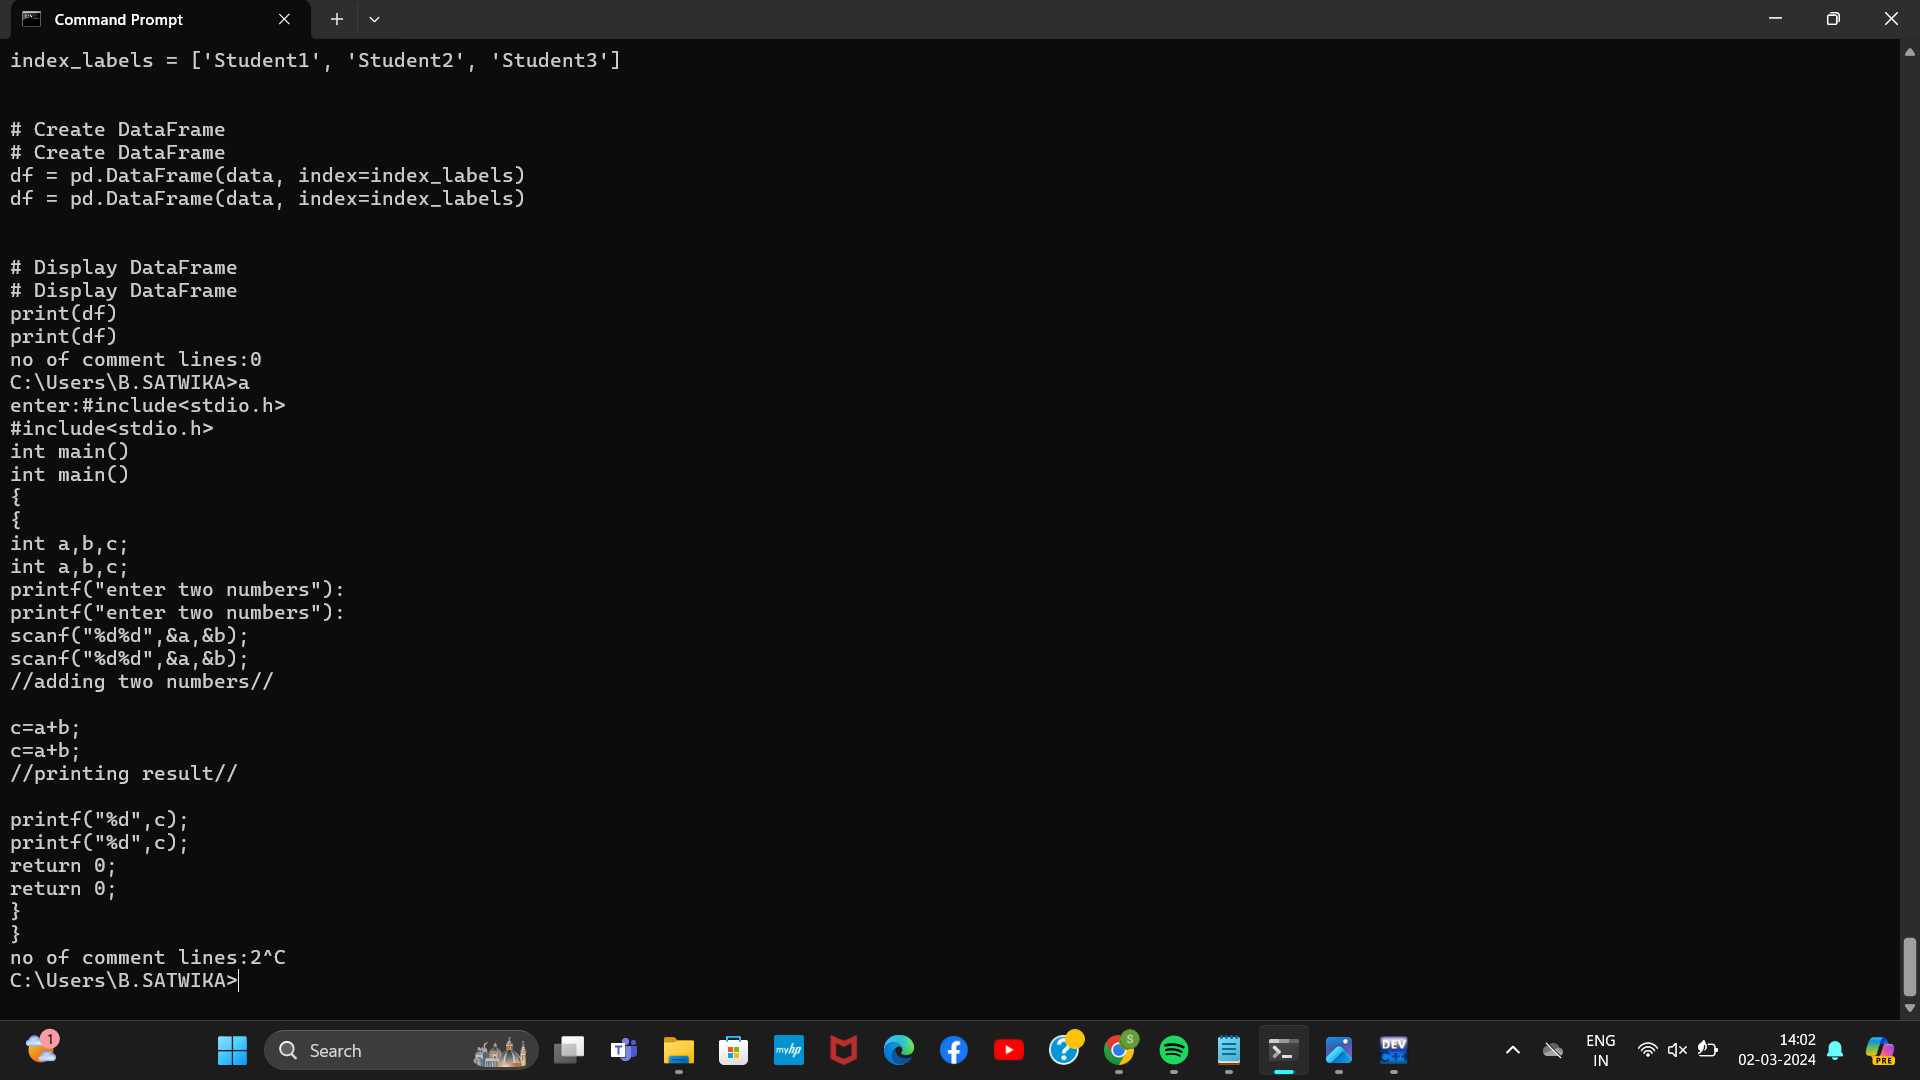 Command Prompt
index_labels = ['Student1', 'Student2', 'Student3']
# Create DataFrame
# Create DataFrame
df = pd.DataFrame(data, index=index_labels)
df = pd.DataFrame(data, index=index_labels)
# Display DataFrame
# Display DataFrame
print(df)
print(df)
no of comment lines:0
C:\Users\B.SATWIKA>a
enter:#include<stdio.h>
#include<stdio.h>
int main()
int main()
{
{
int a,b,c;
int a,b,c;
printf("enter two numbers"):
printf("enter two numbers"):
scanf("%d%d",&a,&b);
scanf("%d%d",&a,&b);
//adding two numbers//
c=a+b;
c=a+b;
//printing result//
printf("%d",c);
printf("%d",c);
return 0;
return 0;
}
}
no of comment lines:2^C
C:\Users\B.SATWIKA>
1
Search
T
myhp
?
S
DEV
C++
ENG
IN
14:02
02-03-2024
PRE